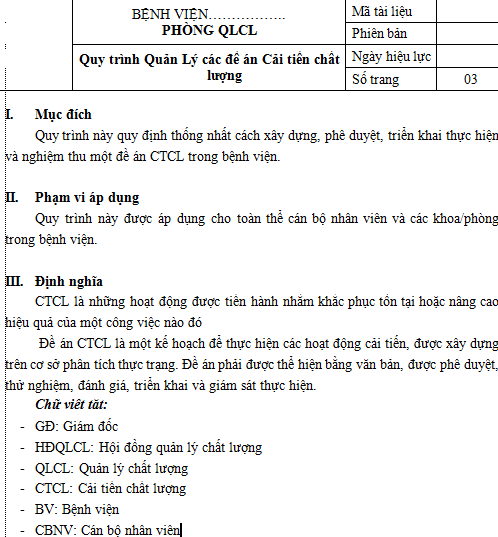 BỆNH VIỆN……………..
PHÒNG QLCL
Mã tài liệu
Phiên bản
Quy trình Quản Lý các đề án Cải tiến chất
lượng
Ngày hiệu lực
Số trang 03
I. Mục đích
Quy trình này quy định thống nhất cách xây dựng, phê duyệt, triển khai thực hiện
và nghiệm thu một đề án CTCL trong bệnh viện.
II. Phạm vi áp dụng
Quy trình này được áp dụng cho toàn thể cán bộ nhân viên và các khoa/phòng
trong bệnh viện.
III. Định nghĩa
CTCL là những hoạt động được tiến hành nhằm khắc phục tồn tại hoặc nâng cao
hiệu quả của một công việc nào đó
Đề án CTCL là một kế hoạch để thực hiện các hoạt động cải tiến, được xây dựng
trên cơ sở phân tích thực trạng. Đề án phải được thể hiện bằng văn bản, được phê duyệt,
thử nghiệm, đánh giá, triển khai và giám sát thực hiện.
Chữ viết tắt:
- GĐ: Giám đốc
- HĐQLCL: Hội đồng quản lý chất lượng
- QLCL: Quản lý chất lượng
- CTCL: Cải tiến chất lượng
- BV: Bệnh viện
- CBNV: Cán bộ nhân viên